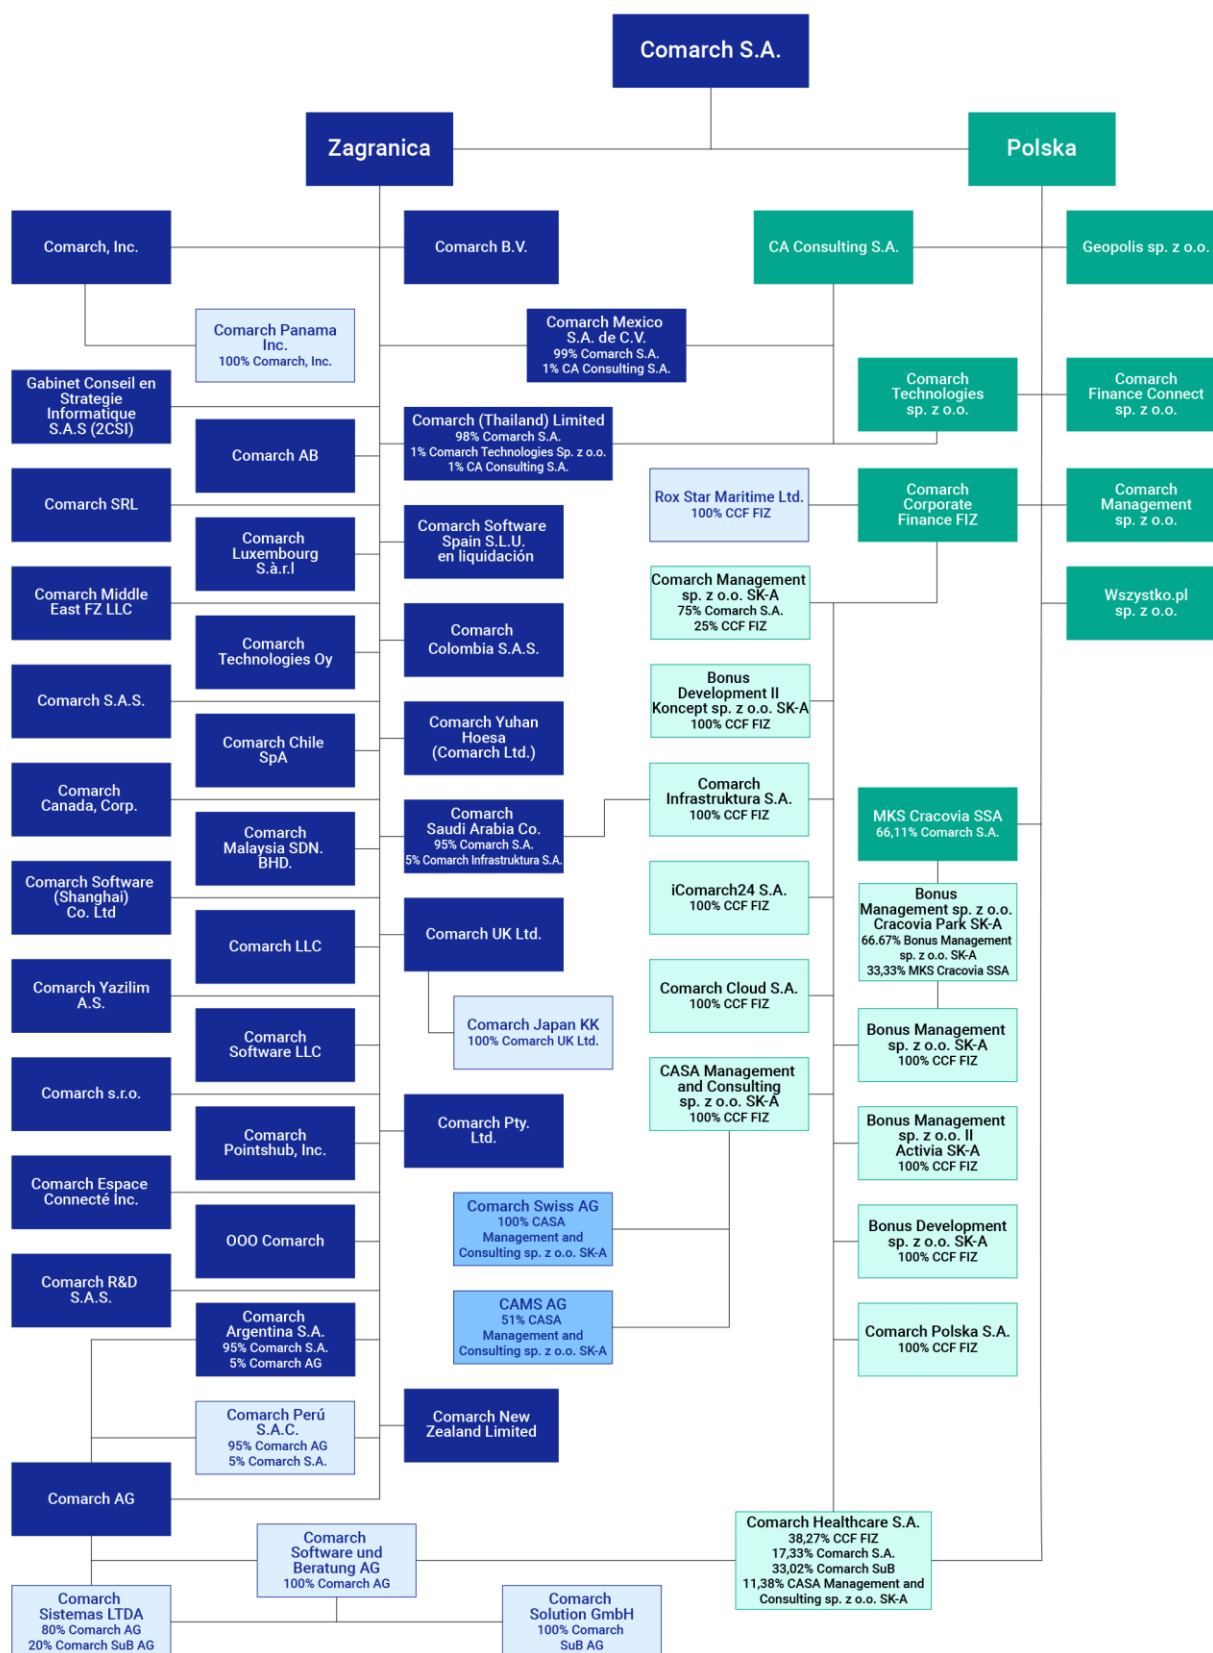 Comarch S.A.
Zagranica
Polska
Comarch, Inc.
Comarch B.V.
CA Consulting S.A.
Geopolis sp. z o.o.
Comarch Panama
Inc.
100% Comarch, Inc.
Comarch Mexico
S.A. de C.V.
99% Comarch S.A.
1% CA Consulting S.A.
Gabinet Conseil en
Strategie
Informatique
S.A.S (2CSI)
Comarch
Technologies
sp. z o.o.
Comarch
Finance Connect
sp. z o.o.
Comarch (Thailand) Limited
98% Comarch S.A.
1% Comarch Technologies Sp. z o.o.
1% CA Consulting S.A.
Comarch AB
Comarch SRL
Rox Star Maritime Ltd.
100% CCF FIZ
Comarch
Corporate
Finance FIZ
Comarch
Management
sp. z o.o.
Comarch
Luxembourg
S.à.r.l
Comarch Software
Spain S.L.U.
en liquidación
Comarch Middle
East FZ LLC
Comarch Management
sp. z o.o. SK-A
75% Comarch S.A.
25% CCF FIZ
Wszystko.pl
sp. z o.o.
Comarch
Technologies Oy
Comarch
Colombia S.A.S.
Comarch S.A.S.
Bonus
Development II
Koncept sp. z o.o. SK-A
100% CCF FIZ
Comarch Chile
SpA
Comarch Yuhan
Hoesa
(Comarch Ltd.)
Comarch
Canada, Corp.
Comarch
Infrastruktura S.A.
100% CCF FIZ
Comarch
Malaysia SDN.
BHD.
Comarch
Saudi Arabia Co.
95% Comarch S.A.
5% Comarch Infrastruktura S.A.
MKS Cracovia SSA
66,11% Comarch S.A.
Comarch Software
(Shanghai)
Co. Ltd
iComarch24 S.A.
100% CCF FIZ
Bonus
Management sp. z o.o.
Cracovia Park SK-A
66.67% Bonus Management
sp. z o.o. SK-A
33,33% MKS Cracovia SSA
Comarch LLC
Comarch UK Ltd.
Comarch Yazilim
A.S.
Comarch Cloud S.A.
100% CCF FIZ
Comarch
Software LLC
Comarch Japan KK
100% Comarch UK Ltd.
Bonus Management
sp. z o.o. SK-A
100% CCF FIZ
Comarch s.r.o.
CASA Management
and Consulting
sp. z o.o. SK-A
100% CCF FIZ
Comarch
Pointshub, Inc.
Comarch Pty.
Ltd.
Bonus Management
sp. z o.o. II
Activia SK-A
100% CCF FIZ
Comarch Espace
Connecté Inc.
Comarch Swiss AG
100% CASA
Management and
Consulting sp. z o.o. SK-A
OOO Comarch
Bonus Development
sp. z o.o. SK-A
100% CCF FIZ
Comarch R&D
S.A.S.
CAMS AG
51% CASA
Management and
Consulting sp. z o.o. SK-A
Comarch
Argentina S.A.
95% Comarch S.A.
5% Comarch AG
Comarch Polska S.A.
100% CCF FIZ
Comarch Perú
S.A.C.
95% Comarch AG
5% Comarch S.A.
Comarch New
Zealand Limited
Comarch AG
Comarch
Software und
Beratung AG
100% Comarch AG
Comarch Healthcare S.A.
38,27% CCF FIZ
17,33% Comarch S.A.
33,02% Comarch SuB
11,38% CASA Management and
Consulting sp. z o.o. SK-A
Comarch
Sistemas LTDA
80% Comarch AG
20% Comarch SuB AG
Comarch
Solution GmbH
100% Comarch
SuB AG